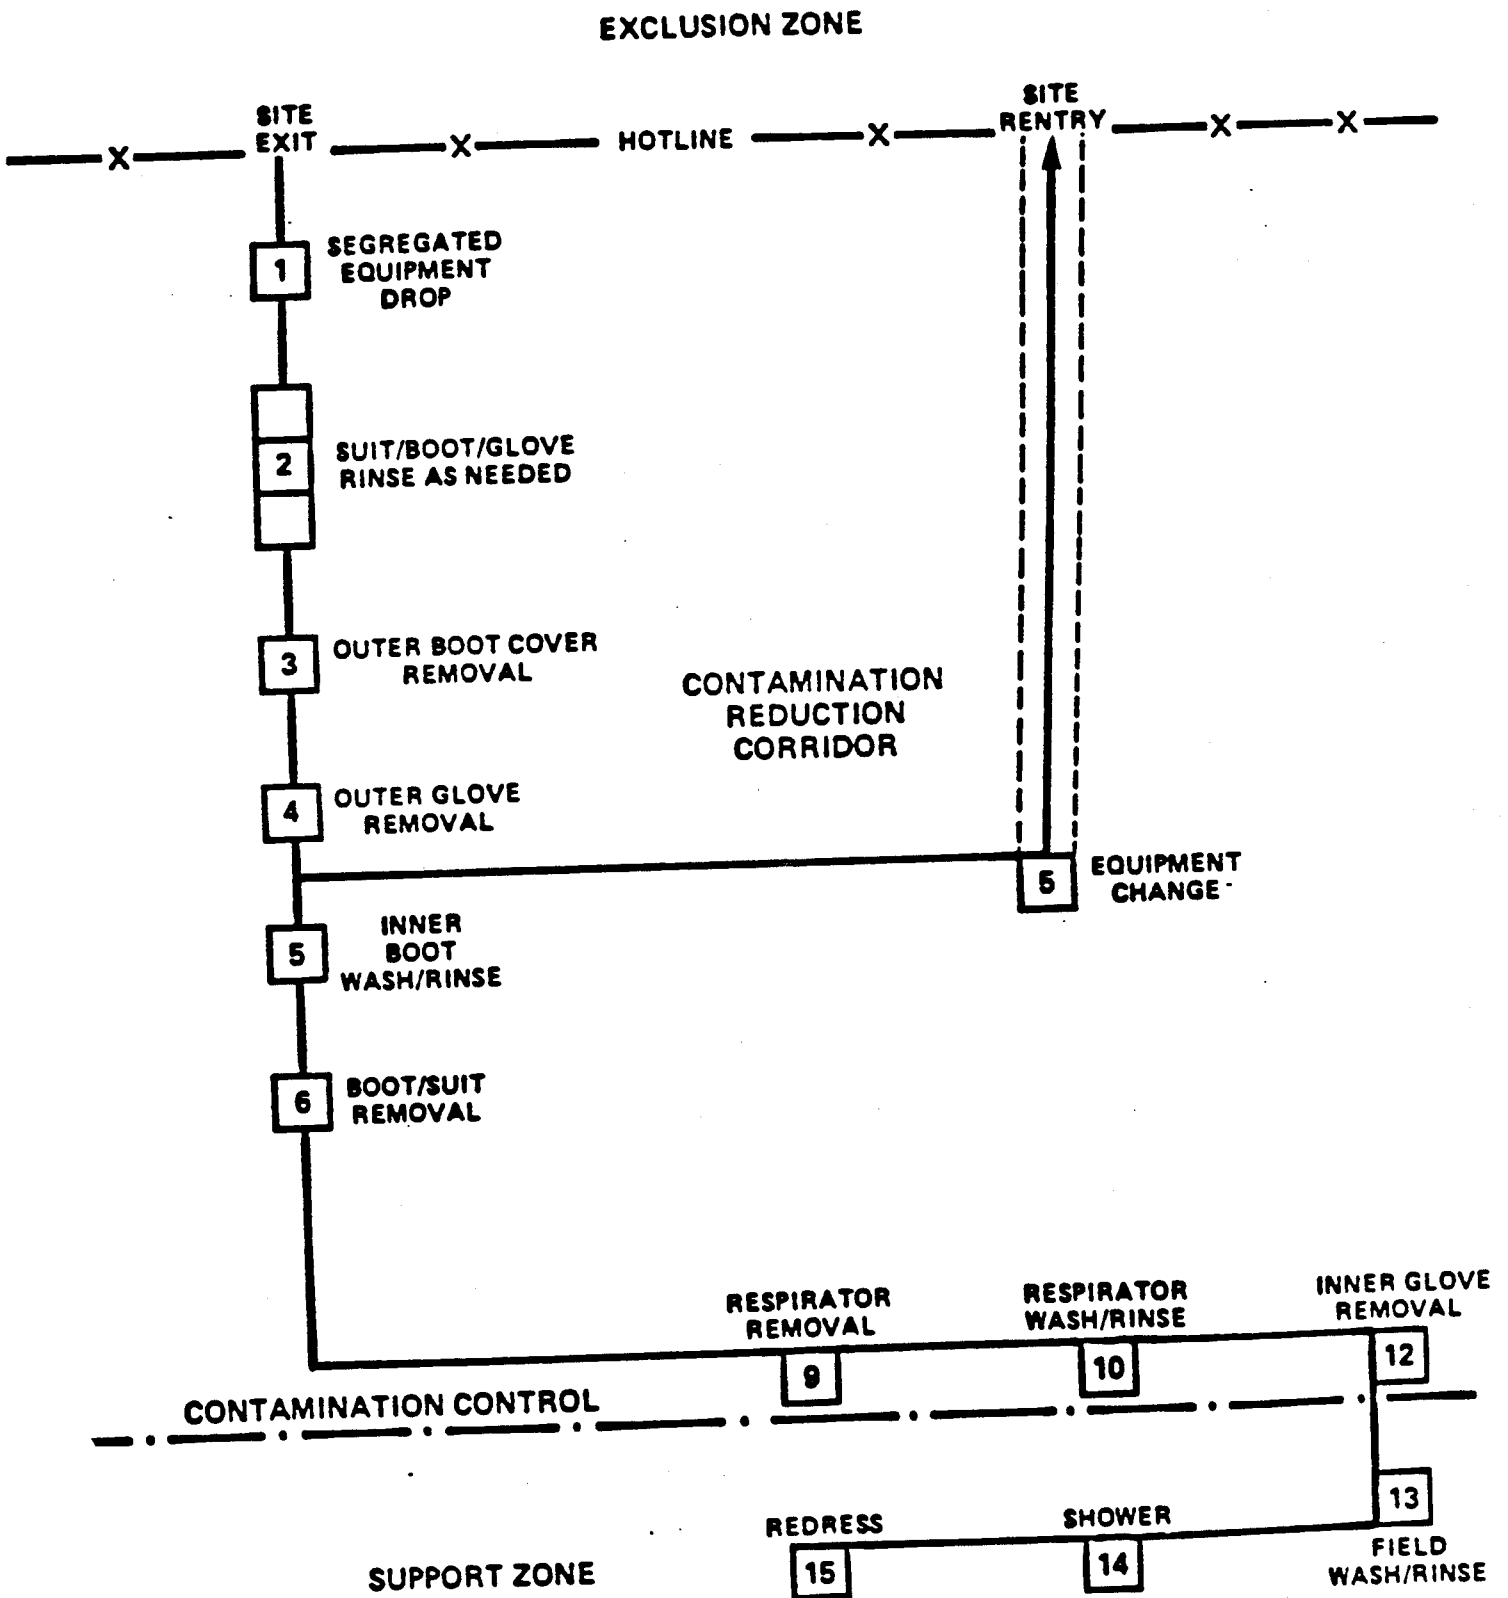 EXCLUSION ZONE
SITE
EXIT
X
X
HOTLINE
X
SITE
RENTRY
X
X
1
SEGREGATED
EQUIPMENT
DROP
2
SUIT/BOOT/GLOVE
RINSE AS NEEDED
3
OUTER BOOT COVER
REMOVAL
CONTAMINATION
REDUCTION
CORRIDOR
4
OUTER GLOVE
REMOVAL
5
EQUIPMENT
CHANGE
5
INNER
BOOT
WASH/RINSE
6
BOOT/SUIT
REMOVAL
RESPIRATOR
REMOVAL
9
RESPIRATOR
WASH/RINSE
10
INNER GLOVE
REMOVAL
12
CONTAMINATION CONTROL
13
FIELD
WASH/RINSE
SHOWER
14
REDRESS
15
SUPPORT ZONE